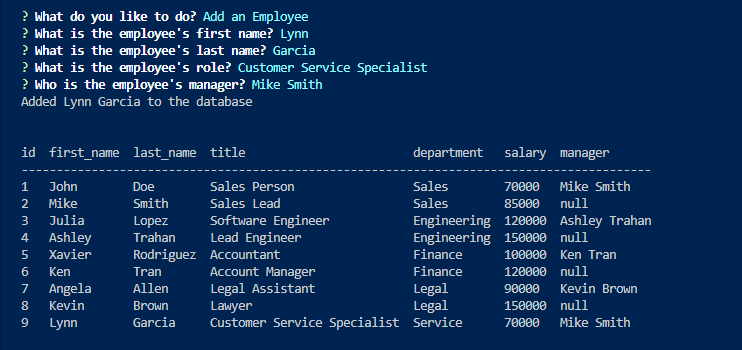 ? What do you like to do? Add an Employee
? What is the employee's first name? Lynn
? What is the employee's last name? Garcia
? What is the employee's role? Customer Service Specialist
? Who is the employee's manager? Mike Smith
Added Lynn Garcia to the database
id  first_name  last_name  title                        department   salary  manager
------------------------------------------------------------------------------------------
1   John        Doe        Sales Person                 Sales        70000   Mike Smith
2   Mike        Smith      Sales Lead                   Sales        85000   null
3   Julia       Lopez      Software Engineer            Engineering  120000  Ashley Trahan
4   Ashley      Trahan     Lead Engineer                Engineering  150000  null
5   Xavier      Rodriguez  Accountant                   Finance      100000  Ken Tran
6   Ken         Tran       Account Manager              Finance      120000  null
7   Angela      Allen      Legal Assistant              Legal        90000   Kevin Brown
8   Kevin       Brown      Lawyer                       Legal        150000  null
9   Lynn        Garcia     Customer Service Specialist  Service      70000   Mike Smith